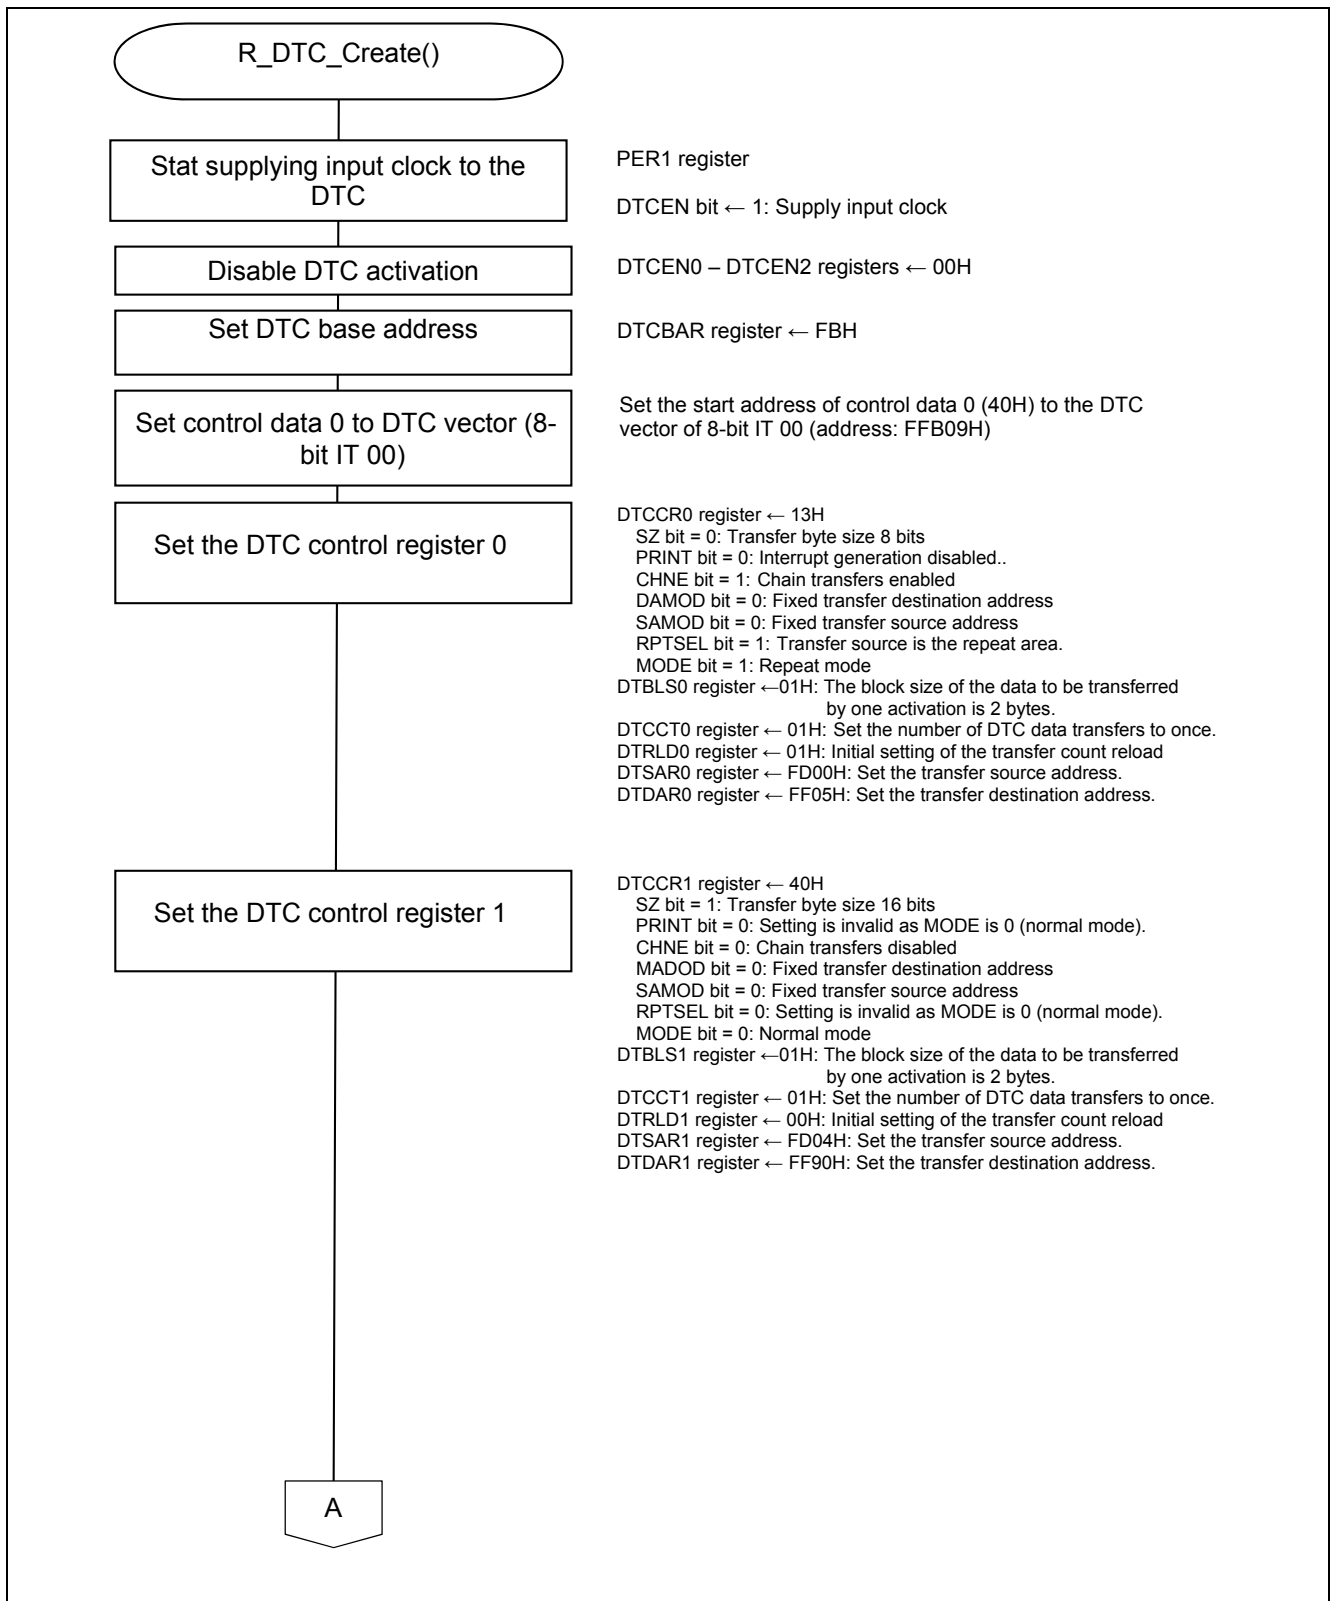 R_DTC_Create()
Stat supplying input clock to the
DTC
PER1 register
DTCEN bit ← 1: Supply input clock
Disable DTC activation
DTCEN0 – DTCEN2 registers ← 00H
Set DTC base address
DTCBAR register ← FBH
Set control data 0 to DTC vector (8-
bit IT 00)
Set the start address of control data 0 (40H) to the DTC
vector of 8-bit IT 00 (address: FFB09H)
Set the DTC control register 0
DTCCR0 register ← 13H
SZ bit = 0: Transfer byte size 8 bits
PRINT bit = 0: Interrupt generation disabled..
CHNE bit = 1: Chain transfers enabled
DAMOD bit = 0: Fixed transfer destination address
SAMOD bit = 0: Fixed transfer source address
RPTSEL bit = 1: Transfer source is the repeat area.
MODE bit = 1: Repeat mode
DTBLS0 register ←01H: The block size of the data to be transferred
by one activation is 2 bytes.
DTCCT0 register ← 01H: Set the number of DTC data transfers to once.
DTRLD0 register ← 01H: Initial setting of the transfer count reload
DTSAR0 register ← FD00H: Set the transfer source address.
DTDAR0 register ← FF05H: Set the transfer destination address.
Set the DTC control register 1
DTCCR1 register ← 40H
SZ bit = 1: Transfer byte size 16 bits
PRINT bit = 0: Setting is invalid as MODE is 0 (normal mode).
CHNE bit = 0: Chain transfers disabled
MADOD bit = 0: Fixed transfer destination address
SAMOD bit = 0: Fixed transfer source address
RPTSEL bit = 0: Setting is invalid as MODE is 0 (normal mode).
MODE bit = 0: Normal mode
DTBLS1 register ←01H: The block size of the data to be transferred
by one activation is 2 bytes.
DTCCT1 register ← 01H: Set the number of DTC data transfers to once.
DTRLD1 register ← 00H: Initial setting of the transfer count reload
DTSAR1 register ← FD04H: Set the transfer source address.
DTDAR1 register ← FF90H: Set the transfer destination address.
A